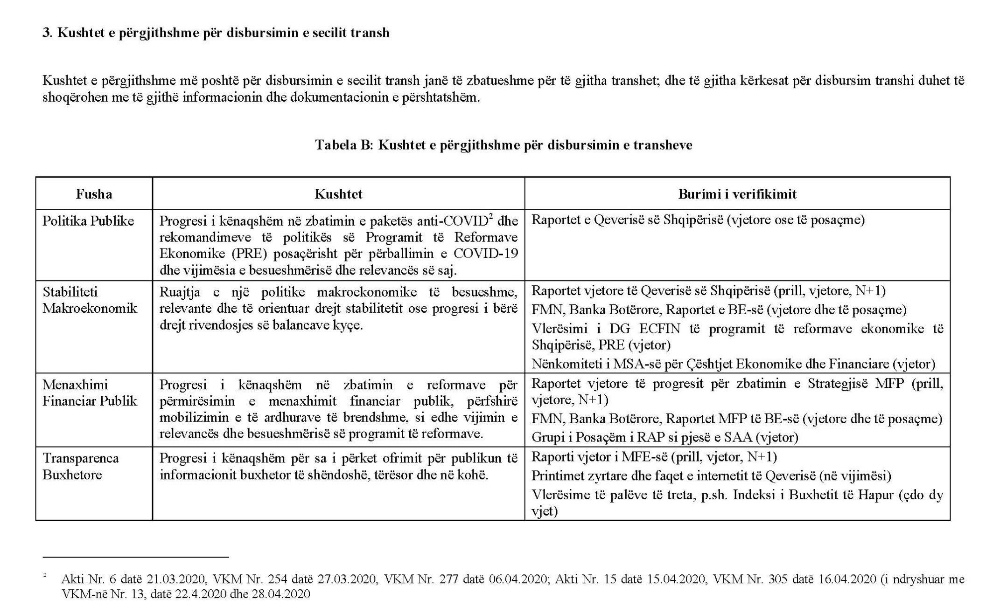 3. Kushtet e përgjithshme për disbursimin e secilit transh
Kushtet e përgjithshme më poshtë për disbursimin e secilit transh janë të zbatueshme për të gjitha transhet; dhe të gjitha kërkesat për disbursim transhi duhet të
shoqërohen me të gjithë informacionin dhe dokumentacionin e përshtatshëm.
Tabela B: Kushtet e përgjithshme për disbursimin e transheve
Fusha
Kushtet
Burimi i verifikimit
Politika Publike
Progresi i kënaqshëm në zbatimin e paketës anti-COVID² dhe
rekomandimeve të politikës së Programit të Reformave
Ekonomike (PRE) posaçërisht për përballimin e COVID-19
dhe vijimësia e besueshmërisë dhe relevancës së saj.
Raportet e Qeverisë së Shqipërisë (vjetore ose të posaçme)
Stabiliteti
Makroekonomik
Ruajtja e një politike makroekonomike të besueshme,
relevante dhe të orientuar drejt stabilitetit ose progresi i bërë
drejt rivendosjes së balancave kyçe.
Raportet vjetore të Qeverisë së Shqipërisë (prill, vjetore, N+1)
FMN, Banka Botërore, Raportet e BE-së (vjetore dhe të posaçme)
Vlerësimi i DG ECFIN të programit të reformave ekonomike të
Shqipërisë, PRE (vjetor)
Nënkomiteti i MSA-së për Çështjet Ekonomike dhe Financiare (vjetor)
Menaxhimi
Financiar Publik
Progresi i kënaqshëm në zbatimin e reformave për
përmirësimin e menaxhimit financiar publik, përfshirë
mobilizimin e të ardhurave të brendshme, si edhe vijimin e
relevancës dhe besueshmërisë së programit të reformave.
Raportet vjetore të progresit për zbatimin e Strategjisë MFP (prill,
vjetore, N+1)
FMN, Banka Botërore, Raportet MFP të BE-së (vjetore dhe të posaçme)
Grupi i Posaçëm i RAP si pjesë e SAA (vjetor)
Transparenca
Buxhetore
Progresi i kënaqshëm për sa i përket ofrimit për publikun të
informacionit buxhetor të shëndoshë, tërësor dhe në kohë.
Raporti vjetor i MFE-së (prill, vjetor, N+1)
Printimet zyrtare dhe faqet e internetit të Qeverisë (në vijimësi)
Vlerësime të palëve të treta, p.sh. Indeksi i Buxhetit të Hapur (çdo dy
vjet)
² Akti Nr. 6 datë 21.03.2020, VKM Nr. 254 datë 27.03.2020, VKM Nr. 277 datë 06.04.2020; Akti Nr. 15 datë 15.04.2020, VKM Nr. 305 datë 16.04.2020 (i ndryshuar me
VKM-në Nr. 13, datë 22.4.2020 dhe 28.04.2020